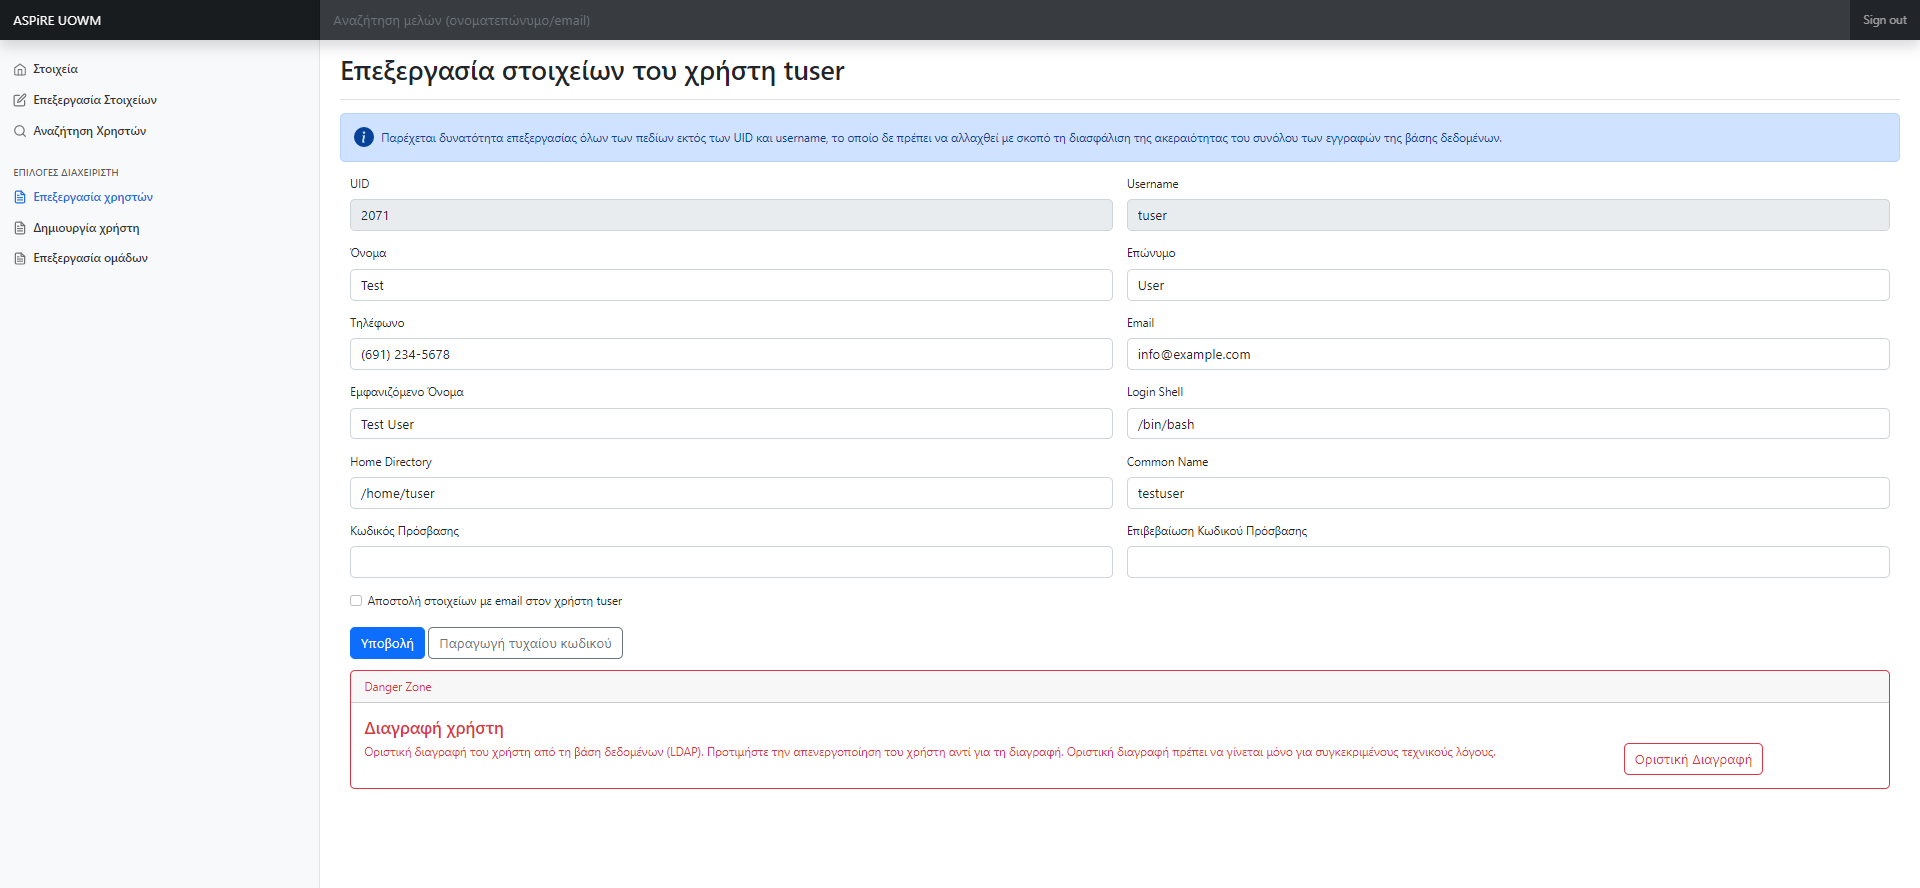 ASPiRE UOWM
Αναζήτηση μελών (ονοματεπώνυμο/email)
Sign out
Στοιχεία
Επεξεργασία Στοιχείων
Αναζήτηση Χρηστών
ΕΠΙΛΟΓΕΣ ΔΙΑΧΕΙΡΙΣΤΗ
Επεξεργασία χρηστών
Δημιουργία χρήστη
Επεξεργασία ομάδων
Επεξεργασία στοιχείων του χρήστη tuser
Παρέχεται δυνατότητα επεξεργασίας όλων των πεδίων εκτός των UID και username, το οποίο δε πρέπει να αλλαχθεί με σκοπό τη διασφάλιση της ακεραιότητας του συνόλου των εγγραφών της βάσης δεδομένων.
UID
2071
Username
tuser
Όνομα
Test
Επώνυμο
User
Τηλέφωνο
(691) 234-5678
Email
info@example.com
Εμφανιζόμενο Όνομα
Test User
Login Shell
/bin/bash
Home Directory
/home/tuser
Common Name
testuser
Κωδικός Πρόσβασης
Επιβεβαίωση Κωδικού Πρόσβασης
Αποστολή στοιχείων με email στον χρήστη tuser
Υποβολή
Παραγωγή τυχαίου κωδικού
Danger Zone
Διαγραφή χρήστη
Οριστική διαγραφή του χρήστη από τη βάση δεδομένων (LDAP). Προτιμήστε την απενεργοποίηση του χρήστη αντί για τη διαγραφή. Οριστική διαγραφή πρέπει να γίνεται μόνο για συγκεκριμένους τεχνικούς λόγους.
Οριστική Διαγραφή